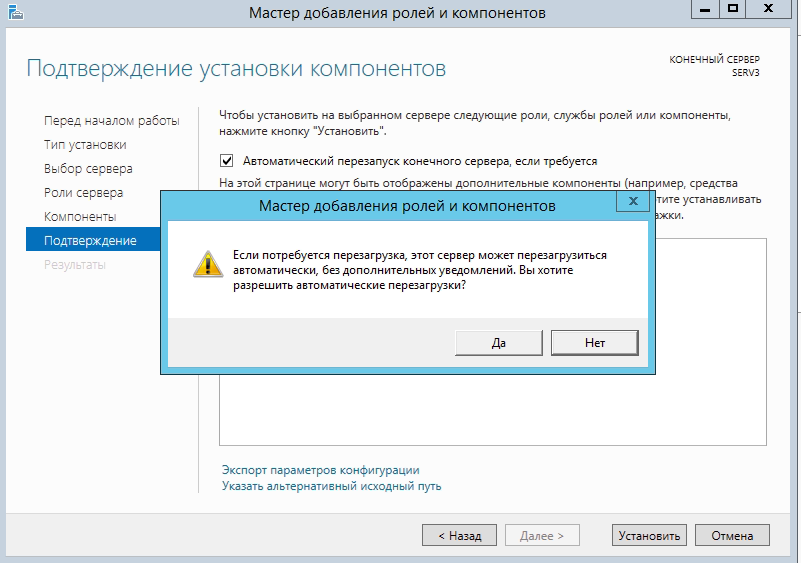 Мастер добавления ролей и компонентов
Подтверждение установки компонентов
КОНЕЧНЫЙ СЕРВЕР
SERV3
Перед началом работы
Тип установки
Выбор сервера
Роли сервера
Компоненты
Подтверждение
Результаты
Чтобы установить на выбранном сервере следующие роли, службы ролей или компоненты,
нажмите кнопку "Установить".
Автоматический перезапуск конечного сервера, если требуется
На этой странице могут быть отображены дополнительные компоненты (например, средства
устанавливать
Мастер добавления ролей и компонентов
Если потребуется перезагрузка, этот сервер может перезагрузиться
автоматически, без дополнительных уведомлений. Вы хотите
разрешить автоматические перезагрузки?
Да
Нет
Экспорт параметров конфигурации
Указать альтернативный исходный путь
< Назад
Далее >
Установить
Отмена